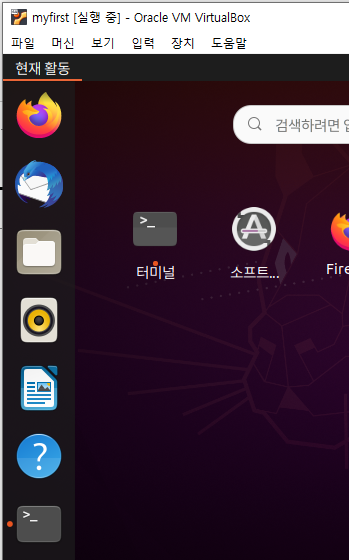 myfirst [실행 중] - Oracle VM VirtualBox
파일 머신 보기 입력 장치 도움말
현재 활동
검색하려면
>_
터미널 소프트... Fire
>_